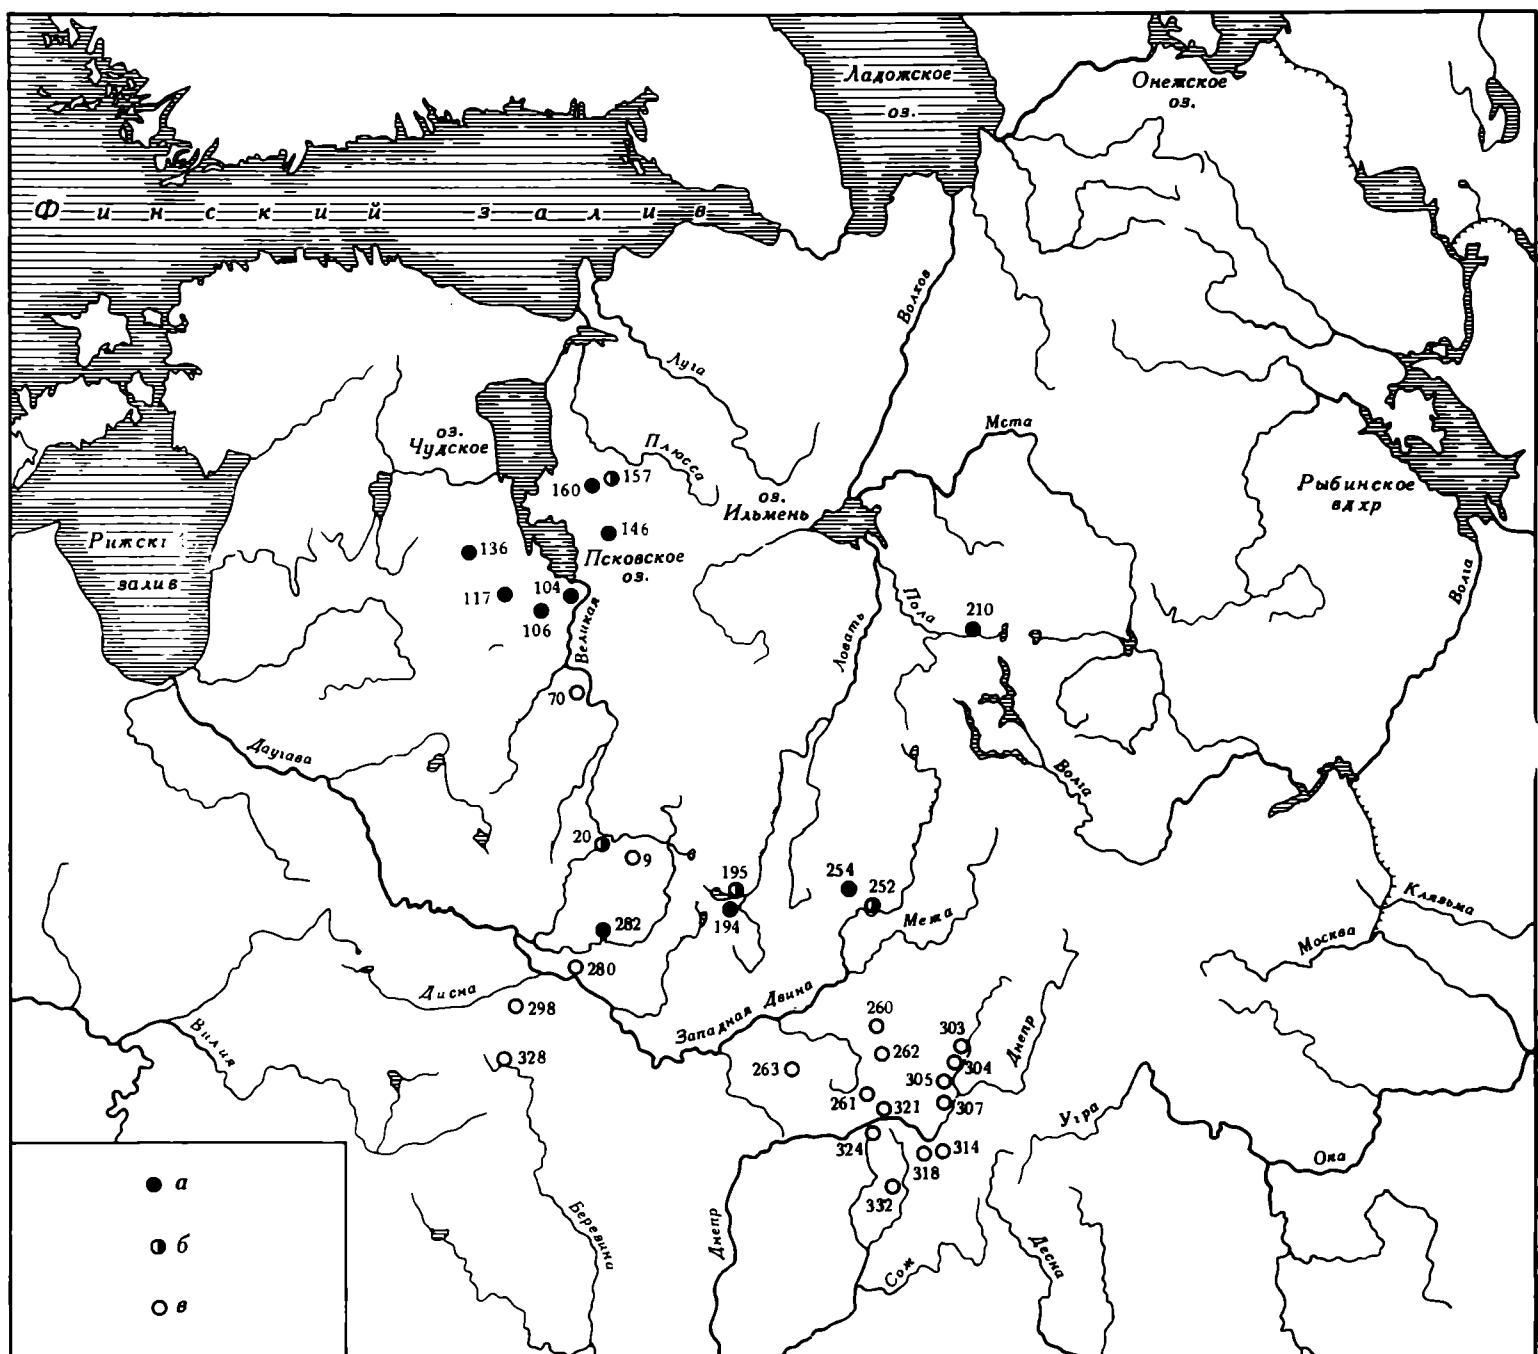 Ладожское
оз.
Онежское
оз.
Финский залив
Волхов
Луга
Мста
оз.
Чудское
Плюсса
157
160
оз.
Ильмень
Рыбинское
вдхр
146
Рижскі
залив
136
Псковское
оз.
117
104
106
Великая
Пола
210
Волга
Ловать
70
Даугава
Волга
20
9
195
194
254
252
Межа
Клязьма
Москва
282
280
Дисна
298
Западная Двина
Вилия
328
260
262
263
303
304
305
307
Днепр
261
321
324
314
318
332
Угра
Ока
Днепр
Березина
Сож
Десна
а
б
в